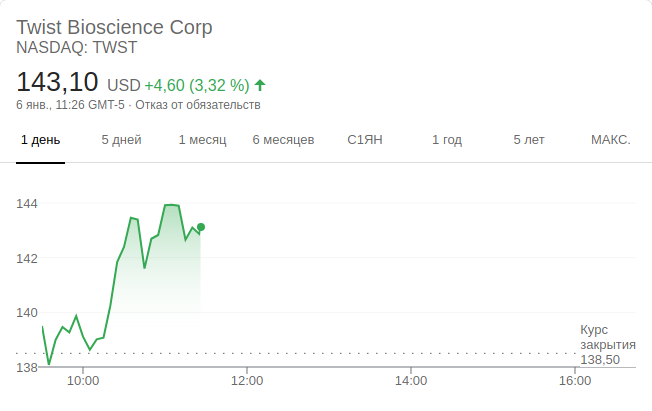 Twist Bioscience Corp
NASDAQ: TWST
143,10 USD +4,60 (3,32 %)
6 янв., 11:26 GMT-5 · Отказ от обязательств
1 день 5 дней 1 месяц 6 месяцев С1ЯН 1 год 5 лет МАКС.
144
142
140
138
Курс
закрытия
138,50
10:00 12:00 14:00 16:00